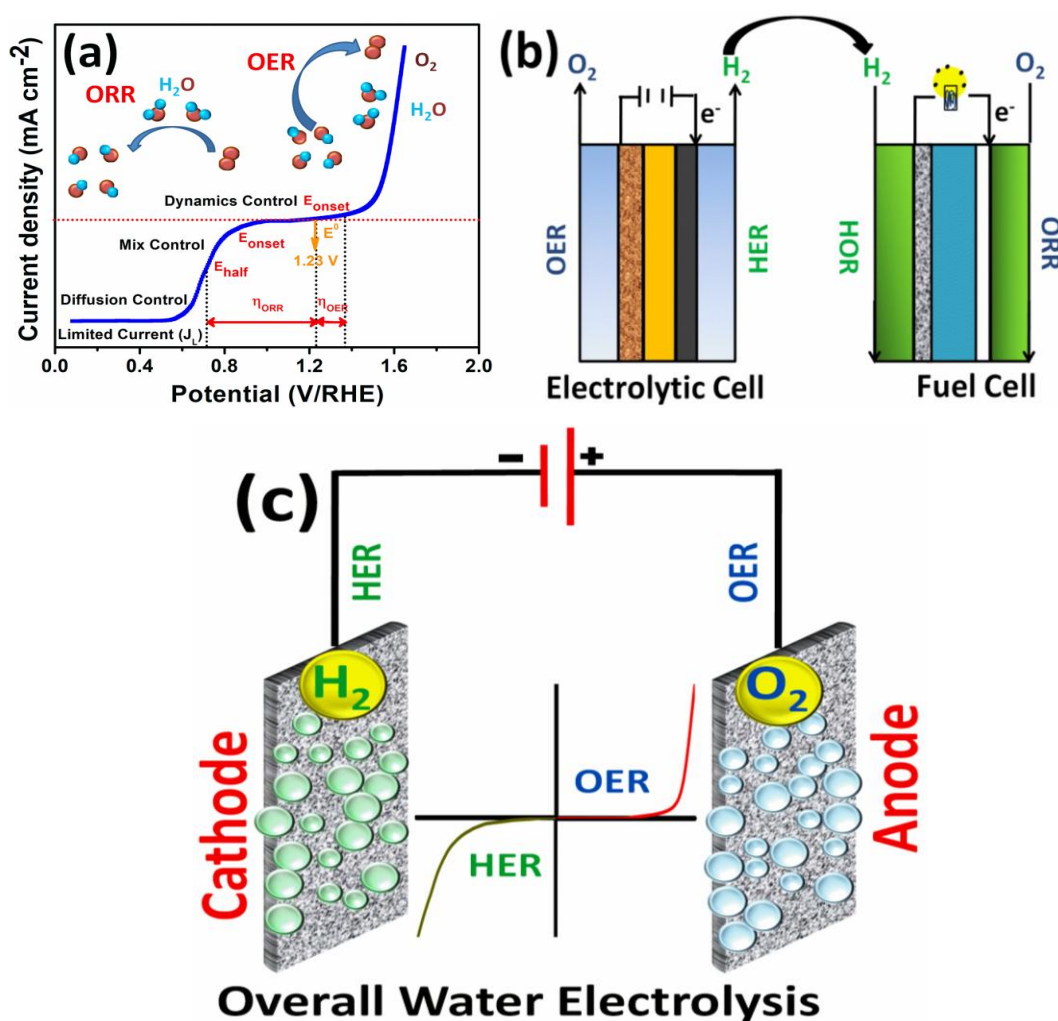 (a)
Current density (mA cm-2)
ORR
H2O
OER
O2
H2O
Dynamics Control
Eonset
Mix Control
Eonset
E0
1.23 V
Ehalf
Diffusion Control
ηORR
ηOER
Limited Current (JL)
0.0 0.4 0.8 1.2 1.6 2.0
Potential (V/RHE)
(b)
O2
H2
H2
O2
e-
e-
OER
HER
HOR
ORR
Electrolytic Cell
Fuel Cell
(c)
- +
HER
OER
H2
O2
Cathode
Anode
OER
HER
Overall Water Electrolysis